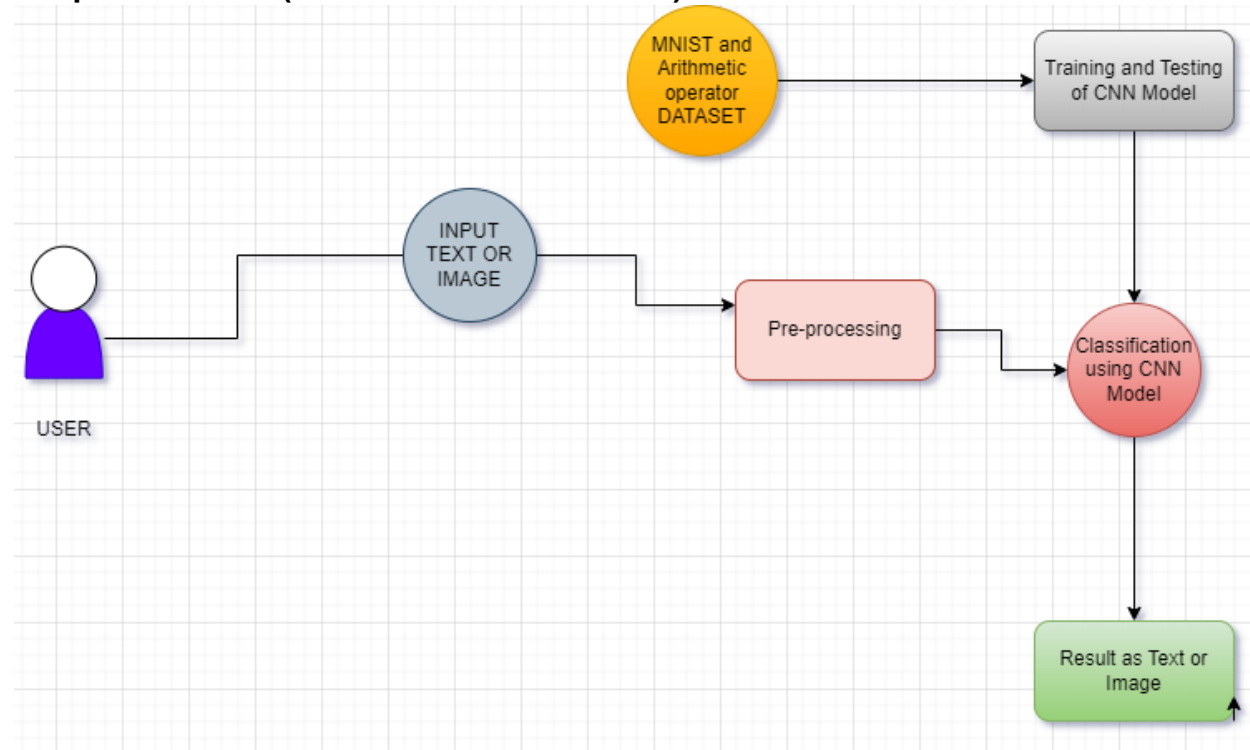 MNIST and
Arithmetic
operator
DATASET
Training and Testing
of CNN Model
INPUT
TEXT OR
IMAGE
Pre-processing
Classification
using CNN
Model
USER
Result as Text or
Image